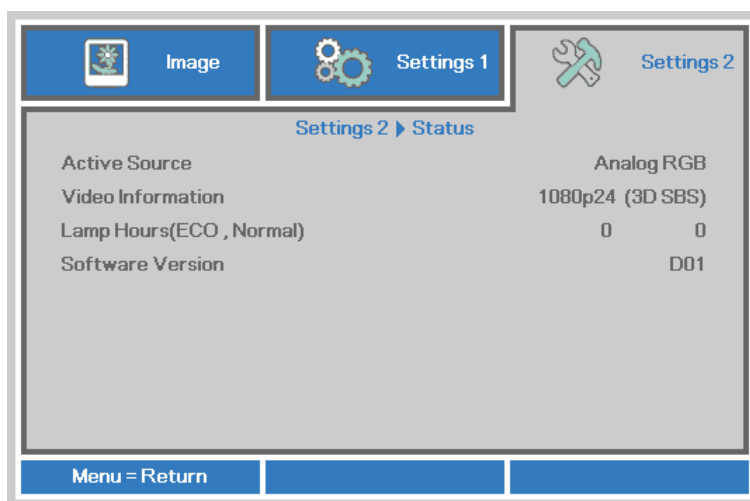 Image Settings 1 Settings 2
Settings 2 ▶ Status
Active Source Analog RGB
Video Information 1080p24 (3D SBS)
Lamp Hours(ECO , Normal) 0 0
Software Version D01
Menu = Return